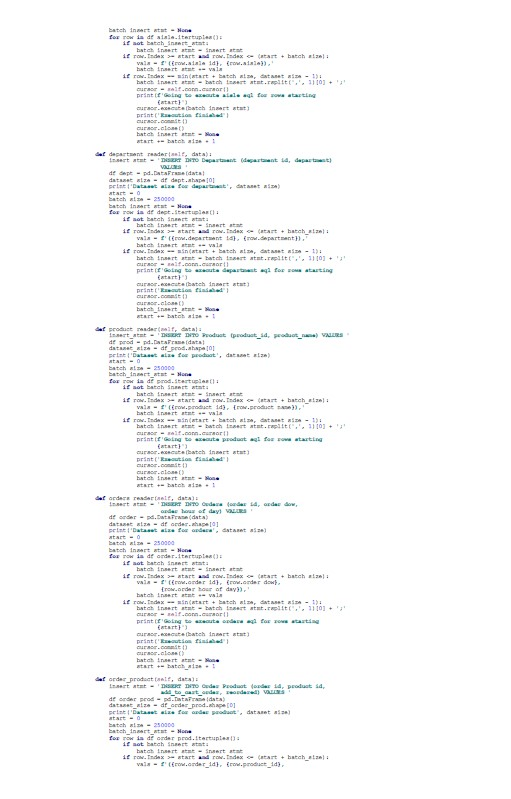 batch_insert_stmt = None
for row in df_aisle.itertuples():
if not batch_insert_stmt:
batch_insert_stmt = insert_stmt
if row.Index >= start and row.Index <= (start + batch_size):
vals = f'({row.aisle_id}, {row.aisle}),'
batch_insert_stmt += vals
if row.Index == min(start + batch_size, dataset_size - 1):
batch_insert_stmt = batch_insert_stmt.rsplit(',', 1)[0] + ';'
cursor = self.conn.cursor()
print(f'Going to execute aisle sql for rows starting
{start}')
cursor.execute(batch_insert_stmt)
print('Execution finished')
cursor.commit()
cursor.close()
batch_insert_stmt = None
start += batch_size + 1
def department_reader(self, data):
insert_stmt = 'INSERT INTO Department (department_id, department)
VALUES '
df_dept = pd.DataFrame(data)
dataset_size = df_dept.shape[0]
print('Dataset size for department', dataset_size)
start = 0
batch_size = 250000
batch_insert_stmt = None
for row in df_dept.itertuples():
if not batch_insert_stmt:
batch_insert_stmt = insert_stmt
if row.Index >= start and row.Index <= (start + batch_size):
vals = f'({row.department_id}, {row.department}),'
batch_insert_stmt += vals
if row.Index == min(start + batch_size, dataset_size - 1):
batch_insert_stmt = batch_insert_stmt.rsplit(',', 1)[0] + ';'
cursor = self.conn.cursor()
print(f'Going to execute department sql for rows starting
{start}')
cursor.execute(batch_insert_stmt)
print('Execution finished')
cursor.commit()
cursor.close()
batch_insert_stmt = None
start += batch_size + 1
def product_reader(self, data):
insert_stmt = 'INSERT INTO Product (product_id, product_name) VALUES '
df_prod = pd.DataFrame(data)
dataset_size = df_prod.shape[0]
print('Dataset size for product', dataset_size)
start = 0
batch_size = 250000
batch_insert_stmt = None
for row in df_prod.itertuples():
if not batch_insert_stmt:
batch_insert_stmt = insert_stmt
if row.Index >= start and row.Index <= (start + batch_size):
vals = f'({row.product_id}, {row.product_name}),'
batch_insert_stmt += vals
if row.Index == min(start + batch_size, dataset_size - 1):
batch_insert_stmt = batch_insert_stmt.rsplit(',', 1)[0] + ';'
cursor = self.conn.cursor()
print(f'Going to execute product sql for rows starting
{start}')
cursor.execute(batch_insert_stmt)
print('Execution finished')
cursor.commit()
cursor.close()
batch_insert_stmt = None
start += batch_size + 1
def orders_reader(self, data):
insert_stmt = 'INSERT INTO Orders (order_id, order_dow,
order_hour_of_day) VALUES '
df_order = pd.DataFrame(data)
dataset_size = df_order.shape[0]
print('Dataset size for orders', dataset_size)
start = 0
batch_size = 250000
batch_insert_stmt = None
for row in df_order.itertuples():
if not batch_insert_stmt:
batch_insert_stmt = insert_stmt
if row.Index >= start and row.Index <= (start + batch_size):
vals = f'({row.order_id}, {row.order_dow},
{row.order_hour_of_day}),'
batch_insert_stmt += vals
if row.Index == min(start + batch_size, dataset_size - 1):
batch_insert_stmt = batch_insert_stmt.rsplit(',', 1)[0] + ';'
cursor = self.conn.cursor()
print(f'Going to execute orders sql for rows starting
{start}')
cursor.execute(batch_insert_stmt)
print('Execution finished')
cursor.commit()
cursor.close()
batch_insert_stmt = None
start += batch_size + 1
def order_product(self, data):
insert_stmt = 'INSERT INTO Order_Product (order_id, product_id,
add_to_cart_order, reordered) VALUES '
df_order_prod = pd.DataFrame(data)
dataset_size = df_order_prod.shape[0]
print('Dataset size for order_product', dataset_size)
start = 0
batch_size = 250000
batch_insert_stmt = None
for row in df_order_prod.itertuples():
if not batch_insert_stmt:
batch_insert_stmt = insert_stmt
if row.Index >= start and row.Index <= (start + batch_size):
vals = f'({row.order_id}, {row.product_id},